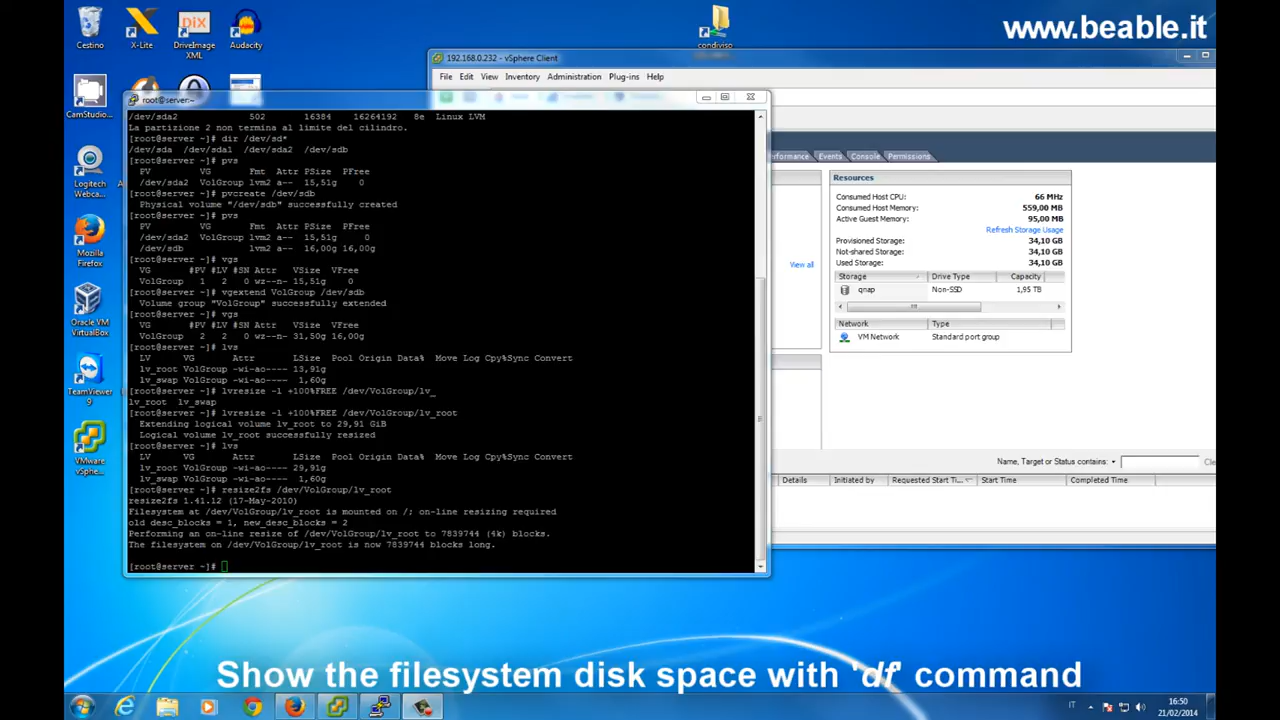 www.beable.it
Cestino
X-Lite
DriveImage XML
Audacity
condiviso
CamStudio...
Logitech Webca...
Mozilla Firefox
Oracle VM VirtualBox
TeamViewer 9
VMware vSphe...
192.168.0.232 - vSphere Client
File Edit View Inventory Administration Plug-ins Help
root@server:~
/dev/sda2 502 16384 16264192 8e Linux LVM
La partizione 2 non termina al limite del cilindro.
[root@server ~]# dir /dev/sd*
/dev/sda /dev/sda1 /dev/sda2 /dev/sdb
[root@server ~]# pvs
PV VG Fmt Attr PSize PFree
/dev/sda2 VolGroup lvm2 a-- 15,51g 0
[root@server ~]# pvcreate /dev/sdb
Physical volume "/dev/sdb" successfully created
[root@server ~]# pvs
PV VG Fmt Attr PSize PFree
/dev/sda2 VolGroup lvm2 a-- 15,51g 0
/dev/sdb lvm2 a-- 16,00g 16,00g
[root@server ~]# vgs
VG #PV #LV #SN Attr VSize VFree
VolGroup 1 2 0 wz--n- 15,51g 0
[root@server ~]# vgextend VolGroup /dev/sdb
Volume group "VolGroup" successfully extended
[root@server ~]# vgs
VG #PV #LV #SN Attr VSize VFree
VolGroup 2 2 0 wz--n- 31,50g 16,00g
[root@server ~]# lvs
LV VG Attr LSize Pool Origin Data% Move Log Cpy%Sync Convert
lv_root VolGroup -wi-ao---- 13,91g
lv_swap VolGroup -wi-ao---- 1,60g
[root@server ~]# lvresize -l +100%FREE /dev/VolGroup/lv_
lv_root lv_swap
[root@server ~]# lvresize -l +100%FREE /dev/VolGroup/lv_root
Extending logical volume lv_root to 29,91 GiB
Logical volume lv_root successfully resized
[root@server ~]# lvs
LV VG Attr LSize Pool Origin Data% Move Log Cpy%Sync Convert
lv_root VolGroup -wi-ao---- 29,91g
lv_swap VolGroup -wi-ao---- 1,60g
[root@server ~]# resize2fs /dev/VolGroup/lv_root
resize2fs 1.41.12 (17-May-2010)
Filesystem at /dev/VolGroup/lv_root is mounted on /; on-line resizing required
old desc_blocks = 1, new_desc_blocks = 2
Performing an on-line resize of /dev/VolGroup/lv_root to 7839744 (4k) blocks.
The filesystem on /dev/VolGroup/lv_root is now 7839744 blocks long.
[root@server ~]#
Events Console Permissions
Resources
Consumed Host CPU: 66 MHz
Consumed Host Memory: 559,00 MB
Active Guest Memory: 95,00 MB
Refresh Storage Usage
Provisioned Storage: 34,10 GB
Not-shared Storage: 34,10 GB
Used Storage: 34,10 GB
View all
Storage Drive Type Capacity
qnap Non-SSD 1,95 TB
Network Type
VM Network Standard port group
Name, Target or Status contains:
Details Initiated by Requested Start Ti... Start Time Completed Time
Show the filesystem disk space with 'df' command
IT
16:50
21/02/2014